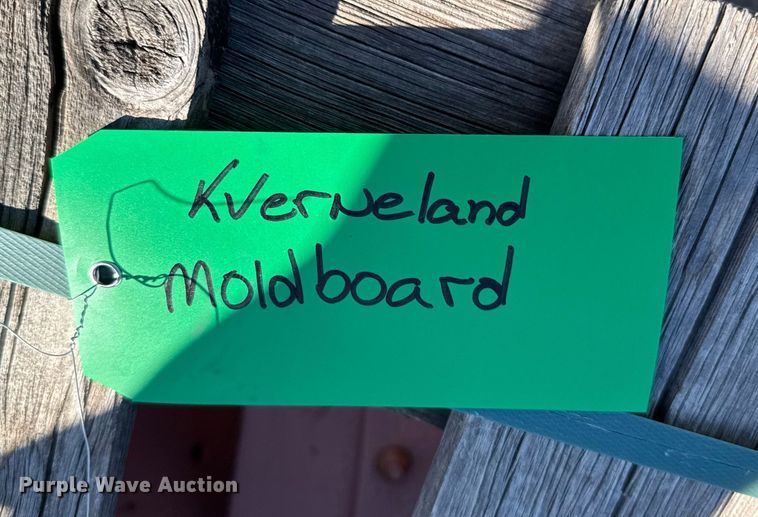 Kverneland
Moldboard
Purple Wave Auction